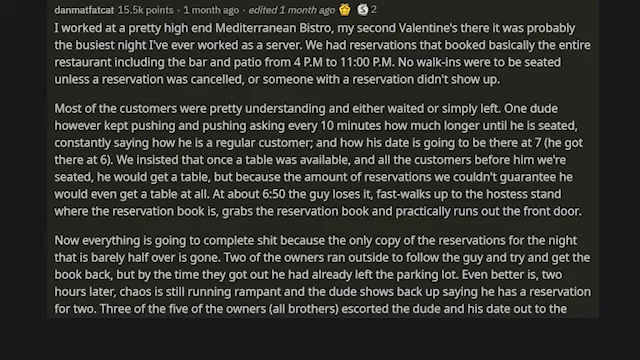 danmatfatcat 15.5k points · 1 month ago · edited 1 month ago 2
I worked at a pretty high end Mediterranean Bistro, my second Valentine's there it was probably
the busiest night I've ever worked as a server. We had reservations that booked basically the entire
restaurant including the bar and patio from 4 P.M to 11:00 P.M. No walk-ins were to be seated
unless a reservation was cancelled, or someone with a reservation didn't show up.
Most of the customers were pretty understanding and either waited or simply left. One dude
however kept pushing and pushing asking every 10 minutes how much longer until he is seated,
constantly saying how he is a regular customer; and how his date is going to be there at 7 (he got
there at 6). We insisted that once a table was available, and all the customers before him we're
seated, he would get a table, but because the amount of reservations we couldn't guarantee he
would even get a table at all. At about 6:50 the guy loses it, fast-walks up to the hostess stand
where the reservation book is, grabs the reservation book and practically runs out the front door.
Now everything is going to complete shit because the only copy of the reservations for the night
that is barely half over is gone. Two of the owners ran outside to follow the guy and try and get the
book back, but by the time they got out he had already left the parking lot. Even better is, two
hours later, chaos is still running rampant and the dude shows back up saying he has a reservation
for two. Three of the five of the owners (all brothers) escorted the dude and his date out to the